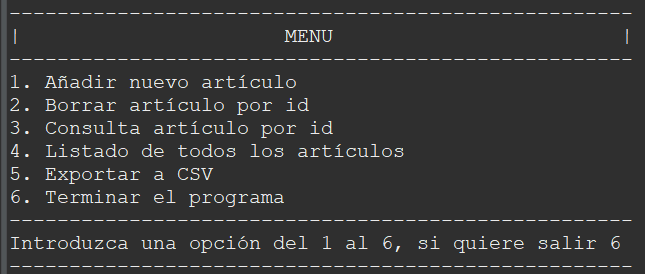 ----------------------------------------------------
|                      MENU                        |
----------------------------------------------------
1. Añadir nuevo artículo
2. Borrar artículo por id
3. Consulta artículo por id
4. Listado de todos los artículos
5. Exportar a CSV
6. Terminar el programa
----------------------------------------------------
Introduzca una opción del 1 al 6, si quiere salir 6
----------------------------------------------------